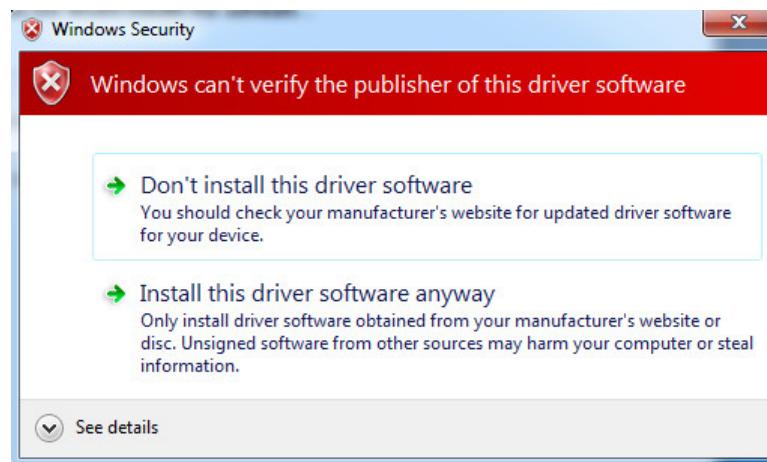 Windows Security
Windows can't verify the publisher of this driver software
Don't install this driver software
You should check your manufacturer's website for updated driver software
for your device.
Install this driver software anyway
Only install driver software obtained from your manufacturer's website or
disc. Unsigned software from other sources may harm your computer or steal
information.
See details